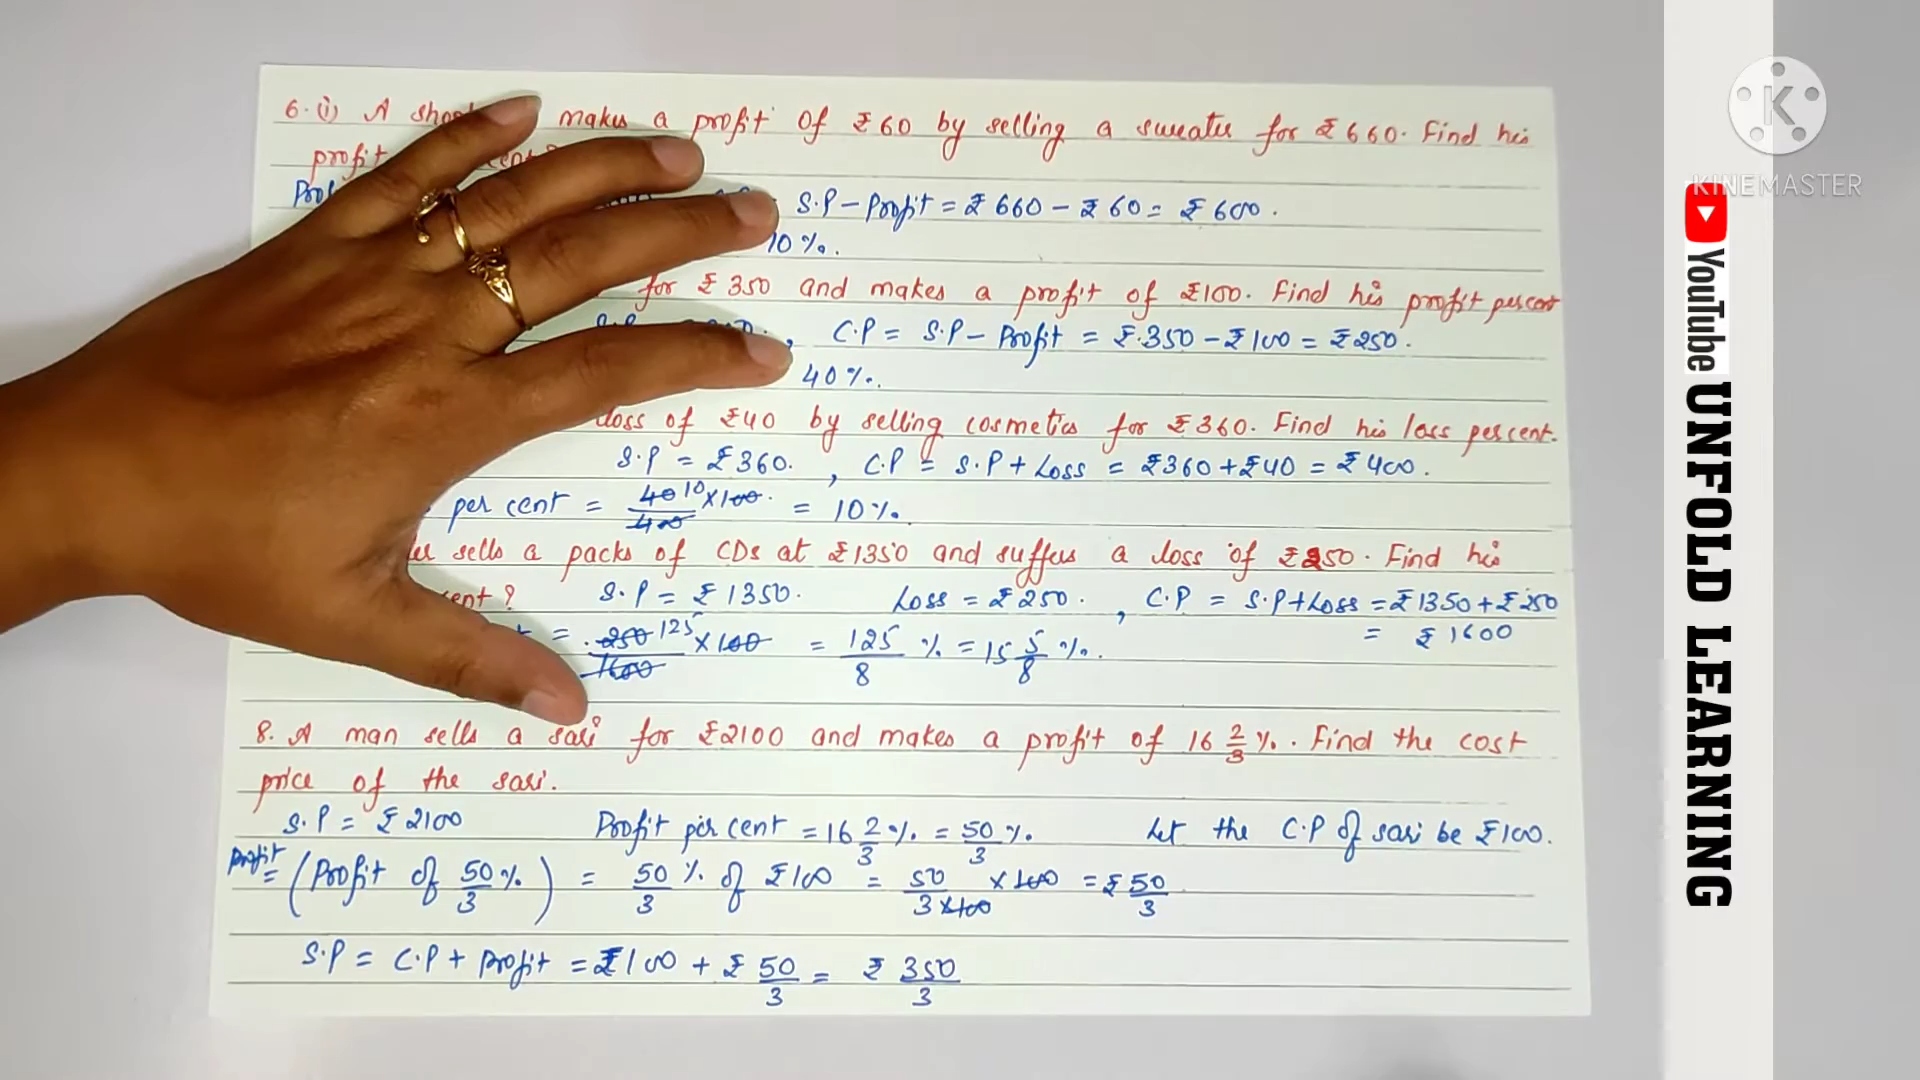 6. (i) A makes a profit of ₹60 by selling a sweater for ₹660. Find his
profit
S.P – Profit = ₹660 – ₹60 = ₹600.
10%.
for ₹350 and makes a profit of ₹100. Find his profit percent
C.P = S.P – Profit = ₹350 – ₹100 = ₹250.
40%.
loss of ₹40 by selling cosmetics for ₹360. Find his loss percent.
S.P = ₹360. , C.P = S.P + Loss = ₹360 + ₹40 = ₹400.
per cent = 40 10 × 100 / 400 = 10%.
sells a packs of CDs at ₹1350 and suffers a loss of ₹250. Find his
? S.P = ₹1350. Loss = ₹250. , C.P = S.P + Loss = ₹1350 + ₹250
= 250 125 × 100 / 1600 = 125/8 % = 15 5/8 %. = ₹1600
8. A man sells a sari for ₹2100 and makes a profit of 16 2/3 %. Find the cost
price of the sari.
S.P = ₹2100 Profit per cent = 16 2/3 % = 50/3 %. Let the C.P of sari be ₹100.
Profit = (Profit of 50/3 %) = 50/3 % of ₹100 = 50/3×100 × 100 = ₹50/3
S.P = C.P + Profit = ₹100 + ₹50/3 = ₹350/3
KINEMASTER
YouTube UNFOLD LEARNING